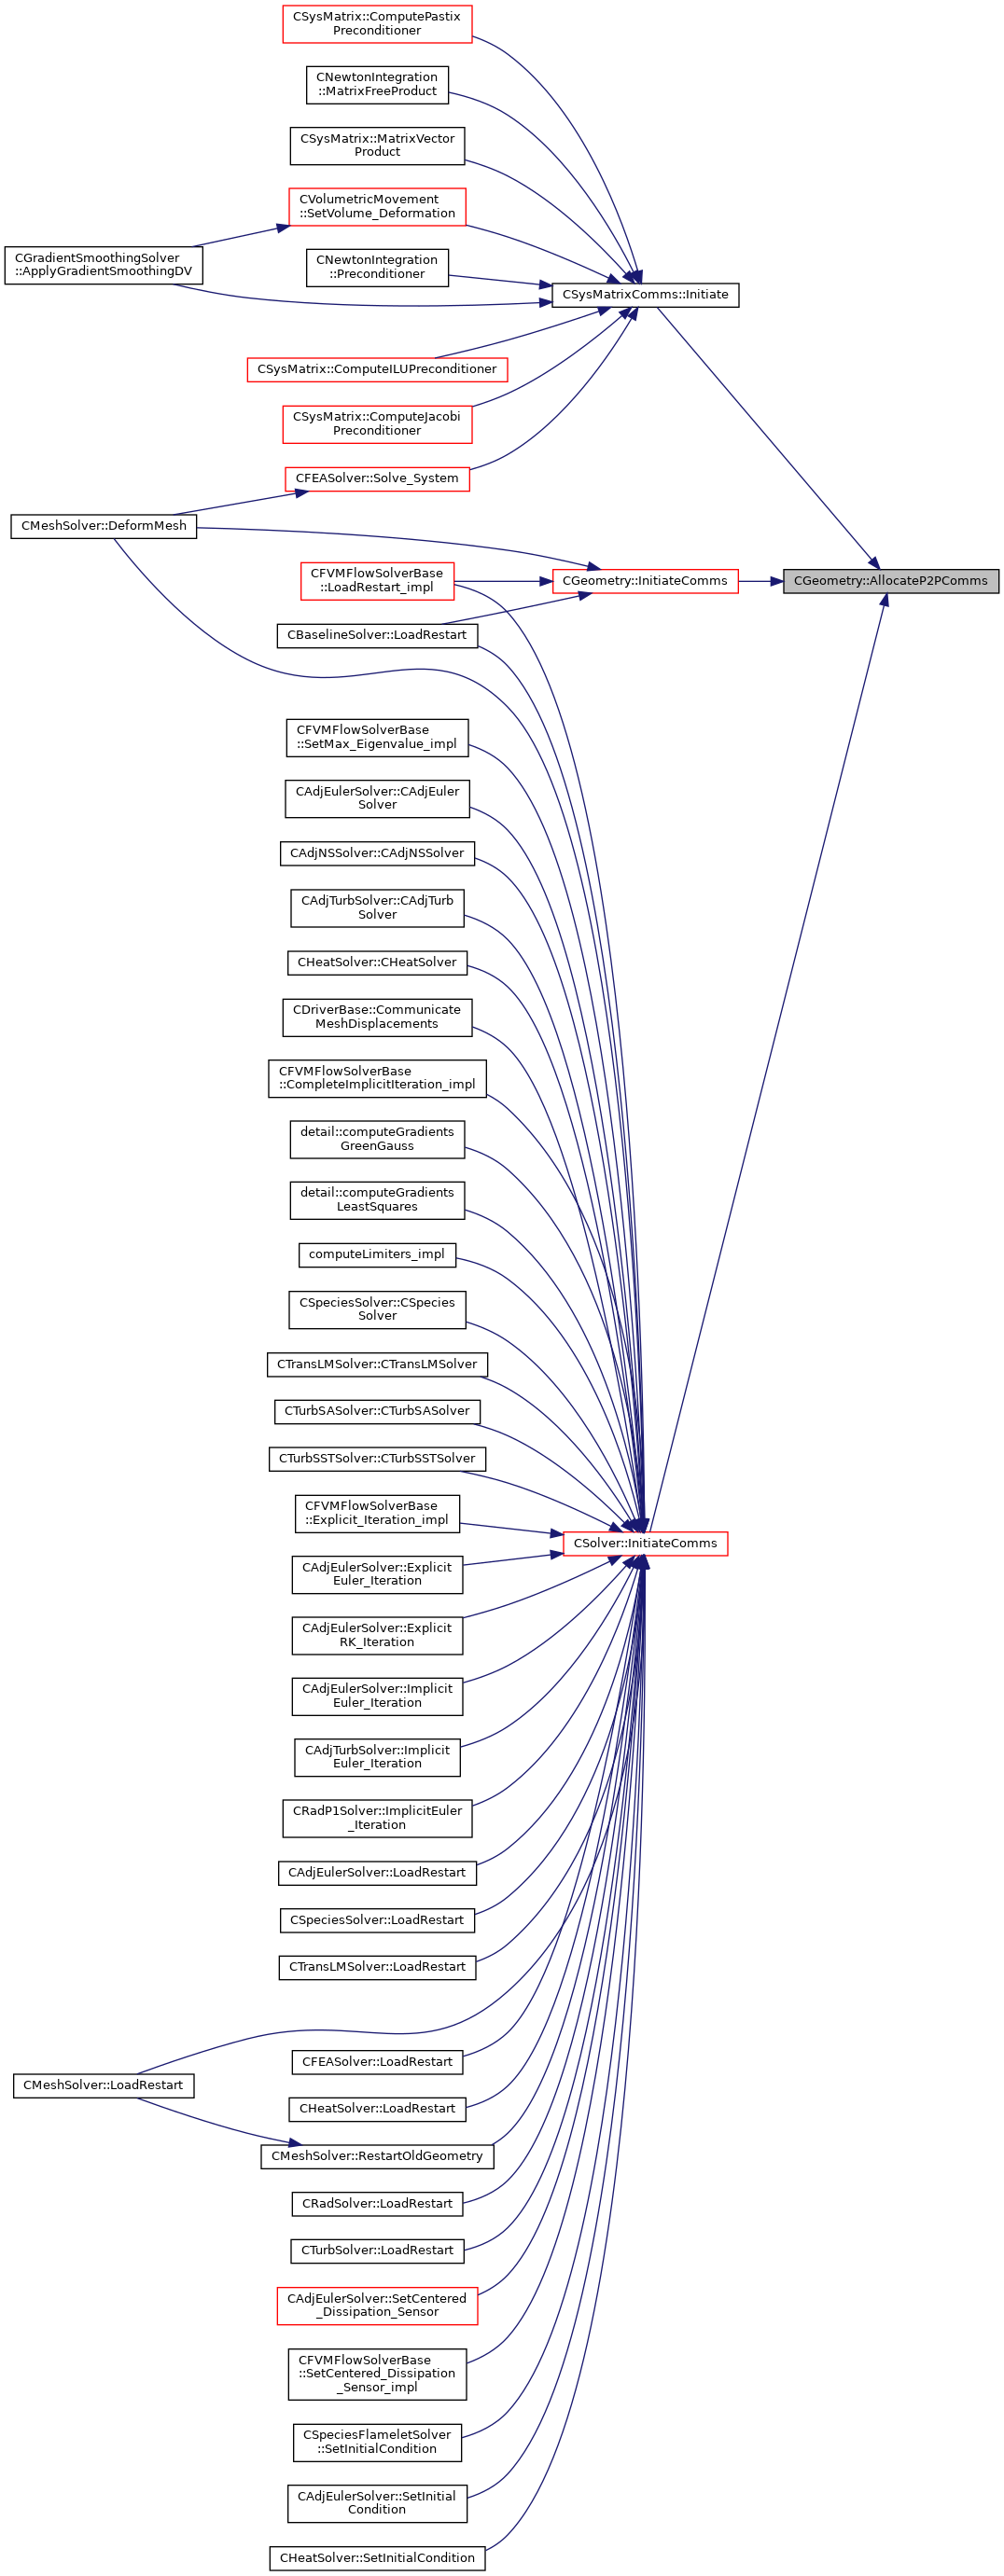 CSysMatrix::ComputePastix
Preconditioner
CNewtonIntegration
::MatrixFreeProduct
CSysMatrix::MatrixVector
Product
CVolumetricMovement
::SetVolume_Deformation
CGradientSmoothingSolver
::ApplyGradientSmoothingDV
CNewtonIntegration
::Preconditioner
CSysMatrixComms::Initiate
CSysMatrix::ComputeILUPreconditioner
CSysMatrix::ComputeJacobi
Preconditioner
CFEASolver::Solve_System
CMeshSolver::DeformMesh
CFVMFlowSolverBase
::LoadRestart_impl
CGeometry::InitiateComms
CGeometry::AllocateP2PComms
CBaselineSolver::LoadRestart
CFVMFlowSolverBase
::SetMax_Eigenvalue_impl
CAdjEulerSolver::CAdjEuler
Solver
CAdjNSSolver::CAdjNSSolver
CAdjTurbSolver::CAdjTurb
Solver
CHeatSolver::CHeatSolver
CDriverBase::Communicate
MeshDisplacements
CFVMFlowSolverBase
::CompleteImplicitIteration_impl
detail::computeGradients
GreenGauss
detail::computeGradients
LeastSquares
computeLimiters_impl
CSpeciesSolver::CSpecies
Solver
CTransLMSolver::CTransLMSolver
CTurbSASolver::CTurbSASolver
CTurbSSTSolver::CTurbSSTSolver
CFVMFlowSolverBase
::Explicit_Iteration_impl
CSolver::InitiateComms
CAdjEulerSolver::Explicit
Euler_Iteration
CAdjEulerSolver::Explicit
RK_Iteration
CAdjEulerSolver::Implicit
Euler_Iteration
CAdjTurbSolver::Implicit
Euler_Iteration
CRadP1Solver::ImplicitEuler
_Iteration
CAdjEulerSolver::LoadRestart
CSpeciesSolver::LoadRestart
CTransLMSolver::LoadRestart
CFEASolver::LoadRestart
CMeshSolver::LoadRestart
CHeatSolver::LoadRestart
CMeshSolver::RestartOldGeometry
CRadSolver::LoadRestart
CTurbSolver::LoadRestart
CAdjEulerSolver::SetCentered
_Dissipation_Sensor
CFVMFlowSolverBase
::SetCentered_Dissipation
_Sensor_impl
CSpeciesFlameletSolver
::SetInitialCondition
CAdjEulerSolver::SetInitial
Condition
CHeatSolver::SetInitialCondition